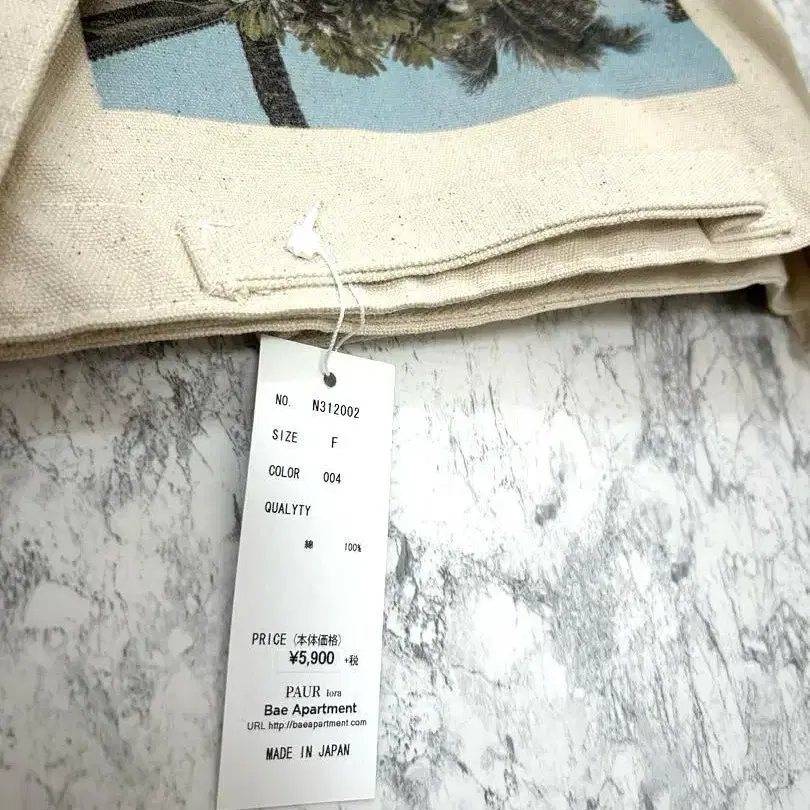 NO. N312002
SIZE F
COLOR 004
QUALYTY
綿 100%
PRICE (本体価格)
¥5,900 +税
PAUR lora
Bae Apartment
URL http://baeapartment.com
MADE IN JAPAN